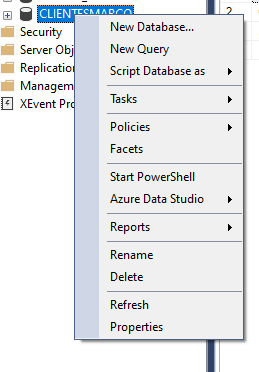 CLIENTESMARCO
2
New Database...
Security
New Query
Server Obj
Script Database as
Replication
Tasks
Managem
XEvent Pro
Policies
Facets
Start PowerShell
Azure Data Studio
Reports
Rename
Delete
Refresh
Properties